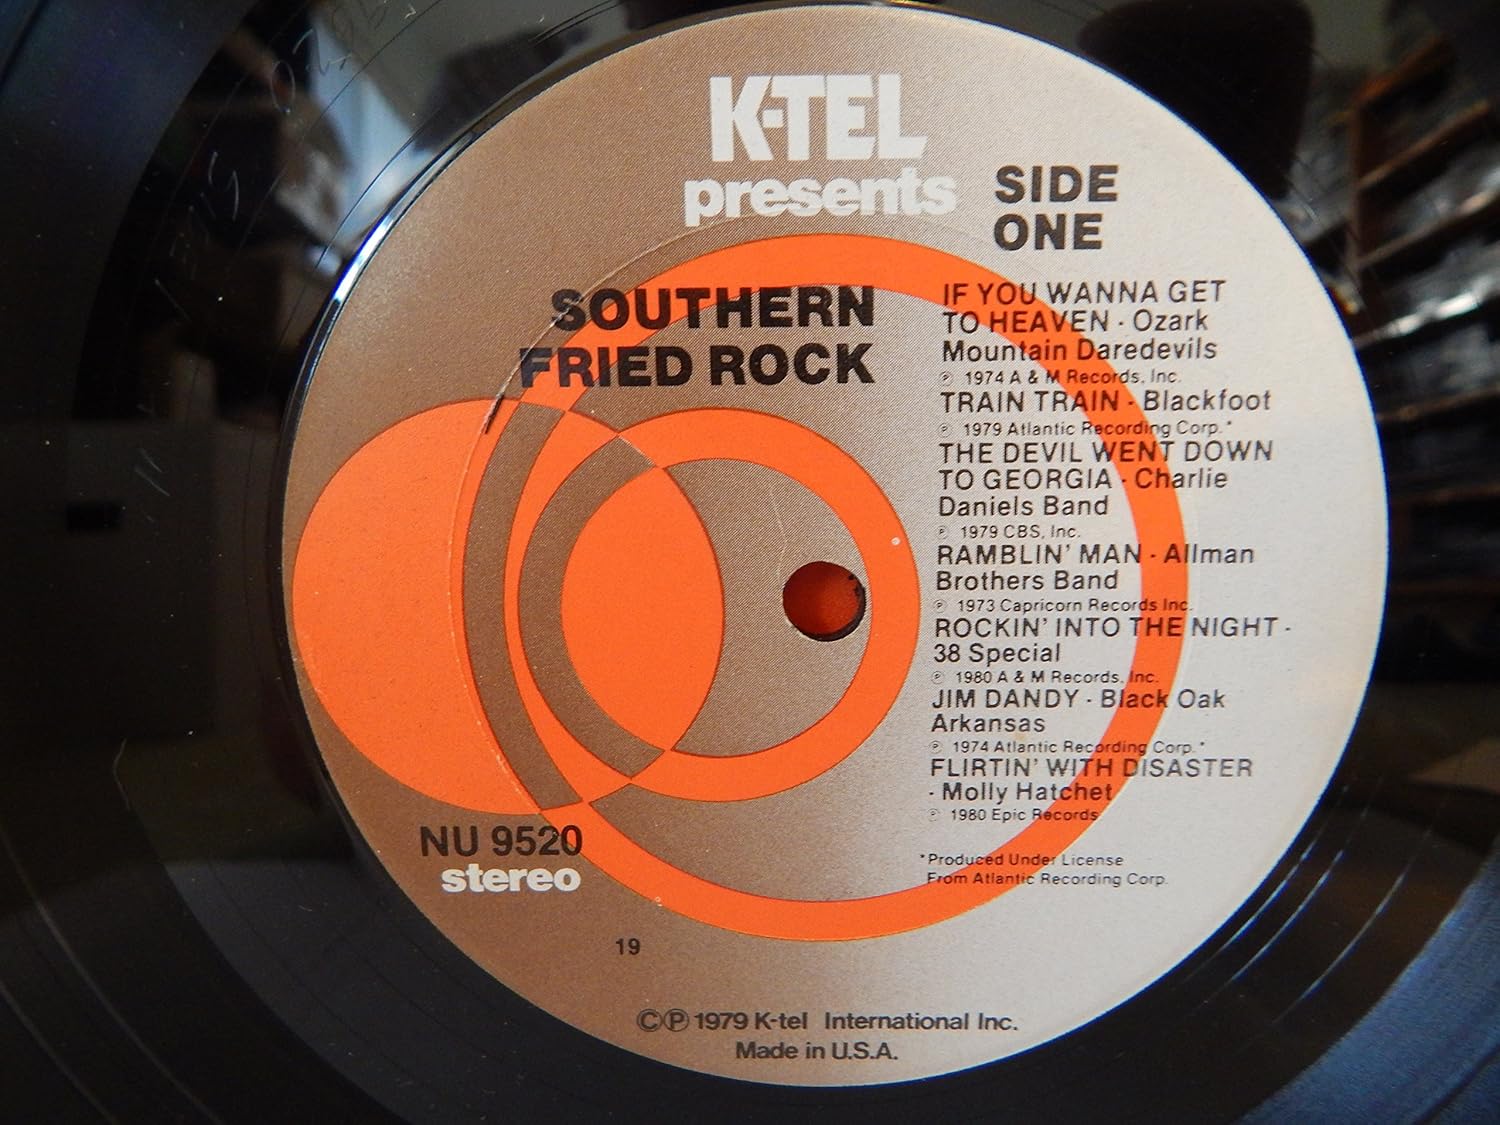 K-TEL
presents
SIDE
ONE
SOUTHERN
FRIED ROCK
IF YOU WANNA GET
TO HEAVEN · Ozark
Mountain Daredevils
℗ 1974 A & M Records, Inc.
TRAIN TRAIN · Blackfoot
℗ 1979 Atlantic Recording Corp.*
THE DEVIL WENT DOWN
TO GEORGIA · Charlie
Daniels Band
℗ 1979 CBS, Inc.
RAMBLIN' MAN · Allman
Brothers Band
℗ 1973 Capricorn Records Inc.
ROCKIN' INTO THE NIGHT ·
38 Special
℗ 1980 A & M Records, Inc.
JIM DANDY · Black Oak
Arkansas
℗ 1974 Atlantic Recording Corp.*
FLIRTIN' WITH DISASTER
· Molly Hatchet
℗ 1980 Epic Records
*Produced Under License
From Atlantic Recording Corp.
NU 9520
stereo
19
©℗ 1979 K-tel International Inc.
Made in U.S.A.